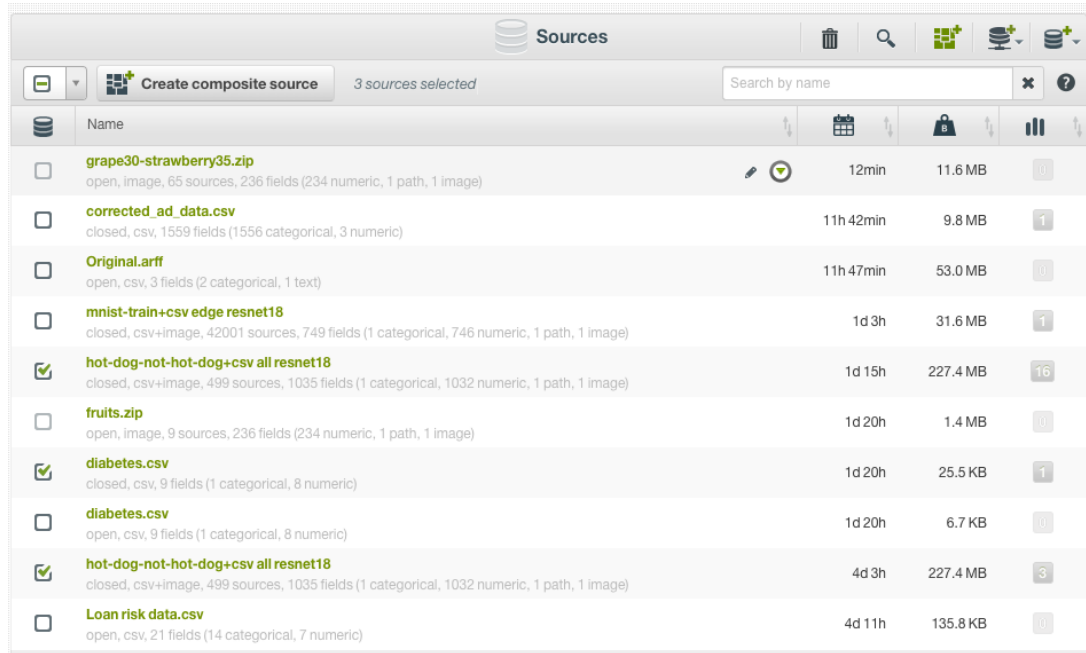 Sources
Create composite source 3 sources selected Search by name
Name B
grape30-strawberry35.zip
open, image, 65 sources, 236 fields (234 numeric, 1 path, 1 image)
12min 11.6 MB 0
corrected_ad_data.csv
closed, csv, 1559 fields (1556 categorical, 3 numeric)
11h 42min 9.8 MB 1
Original.arff
open, csv, 3 fields (2 categorical, 1 text)
11h 47min 53.0 MB 0
mnist-train+csv edge resnet18
closed, csv+image, 42001 sources, 749 fields (1 categorical, 746 numeric, 1 path, 1 image)
1d 3h 31.6 MB 1
hot-dog-not-hot-dog+csv all resnet18
closed, csv+image, 499 sources, 1035 fields (1 categorical, 1032 numeric, 1 path, 1 image)
1d 15h 227.4 MB 16
fruits.zip
open, image, 9 sources, 236 fields (234 numeric, 1 path, 1 image)
1d 20h 1.4 MB 0
diabetes.csv
closed, csv, 9 fields (1 categorical, 8 numeric)
1d 20h 25.5 KB 1
diabetes.csv
open, csv, 9 fields (1 categorical, 8 numeric)
1d 20h 6.7 KB 0
hot-dog-not-hot-dog+csv all resnet18
closed, csv+image, 499 sources, 1035 fields (1 categorical, 1032 numeric, 1 path, 1 image)
4d 3h 227.4 MB 3
Loan risk data.csv
open, csv, 21 fields (14 categorical, 7 numeric)
4d 11h 135.8 KB 0